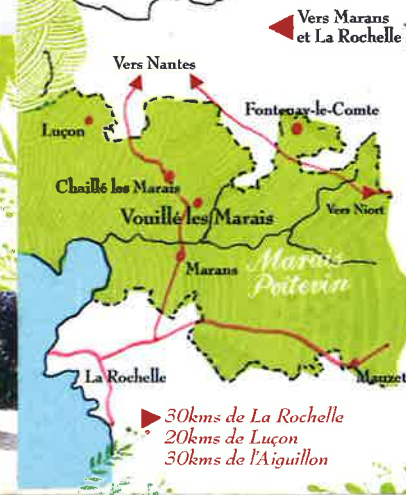 Vers Marans
et La Rochelle
Vers Nantes
Fontenay-le-Comte
Luçon
Chaillé les Marais
Vouillé les Marais
Vers Niort
Marans
Marais
Poitevin
La Rochelle
Mauzet
30kms de La Rochelle
20kms de Luçon
30kms de l'Aiguillon